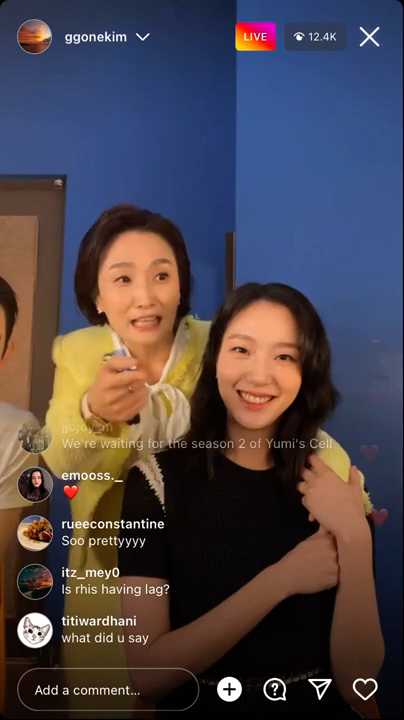 ggonekim
LIVE
12.4K
jjojoy_m
We're waiting for the season 2 of Yumi's Cell
emooss._
rueeconstantine
Soo prettyyyy
itz_mey0
Is rhis having lag?
titiwardhani
what did u say
Add a comment...